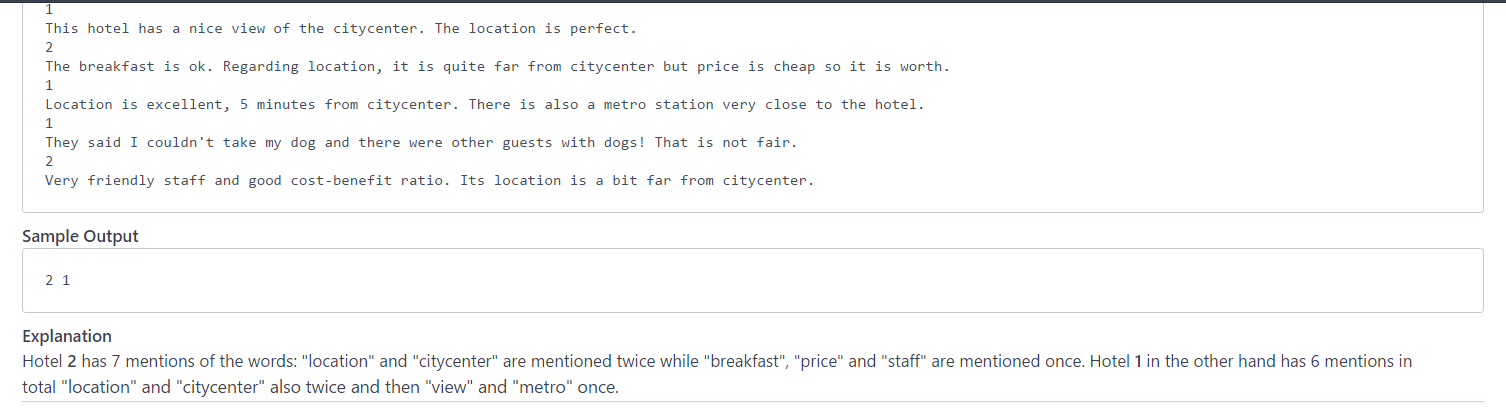 1
This hotel has a nice view of the citycenter. The location is perfect.
2
The breakfast is ok. Regarding location, it is quite far from citycenter but price is cheap so it is worth.
1
Location is excellent, 5 minutes from citycenter. There is also a metro station very close to the hotel.
1
They said I couldn't take my dog and there were other guests with dogs! That is not fair.
2
Very friendly staff and good cost-benefit ratio. Its location is a bit far from citycenter.
Sample Output
2 1
Explanation
Hotel 2 has 7 mentions of the words: "location" and "citycenter" are mentioned twice while "breakfast", "price" and "staff" are mentioned once. Hotel 1 in the other hand has 6 mentions in
total "location" and "citycenter" also twice and then "view" and "metro" once.